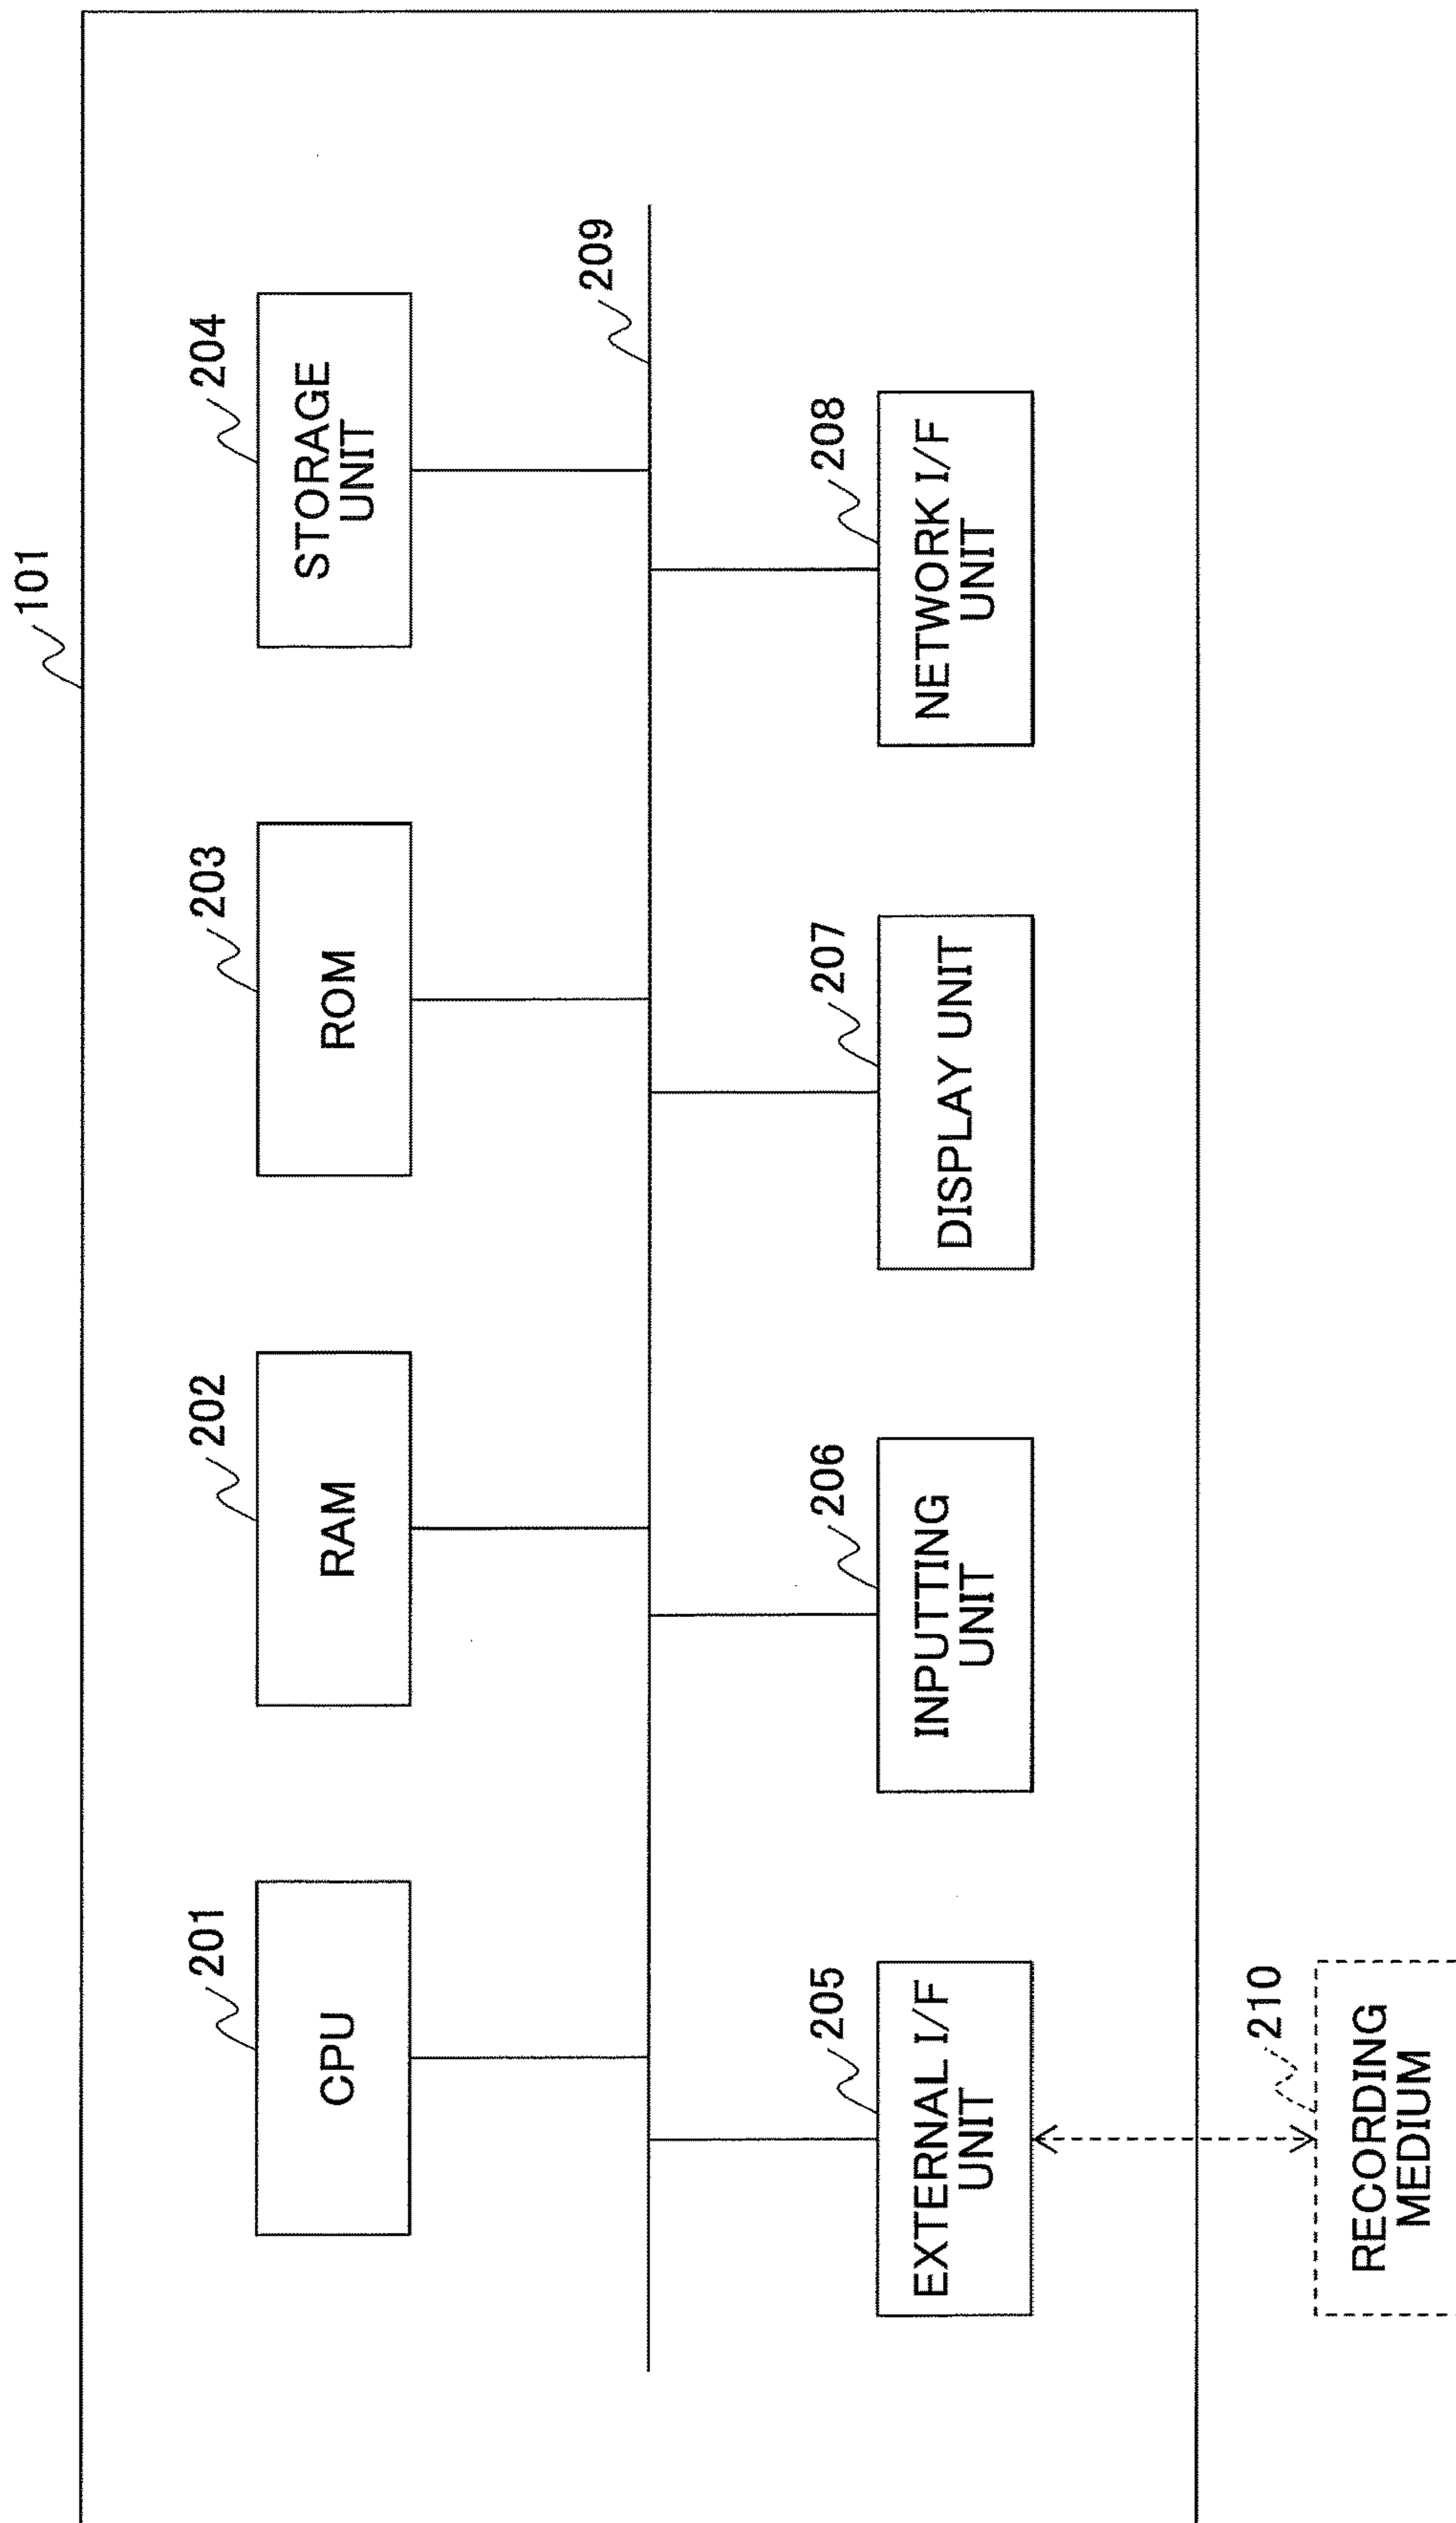 101
201
202
203
204
CPU
RAM
ROM
STORAGE
UNIT
209
205
206
207
208
EXTERNAL I/F
UNIT
INPUTTING
UNIT
DISPLAY UNIT
NETWORK I/F
UNIT
210
RECORDING
MEDIUM